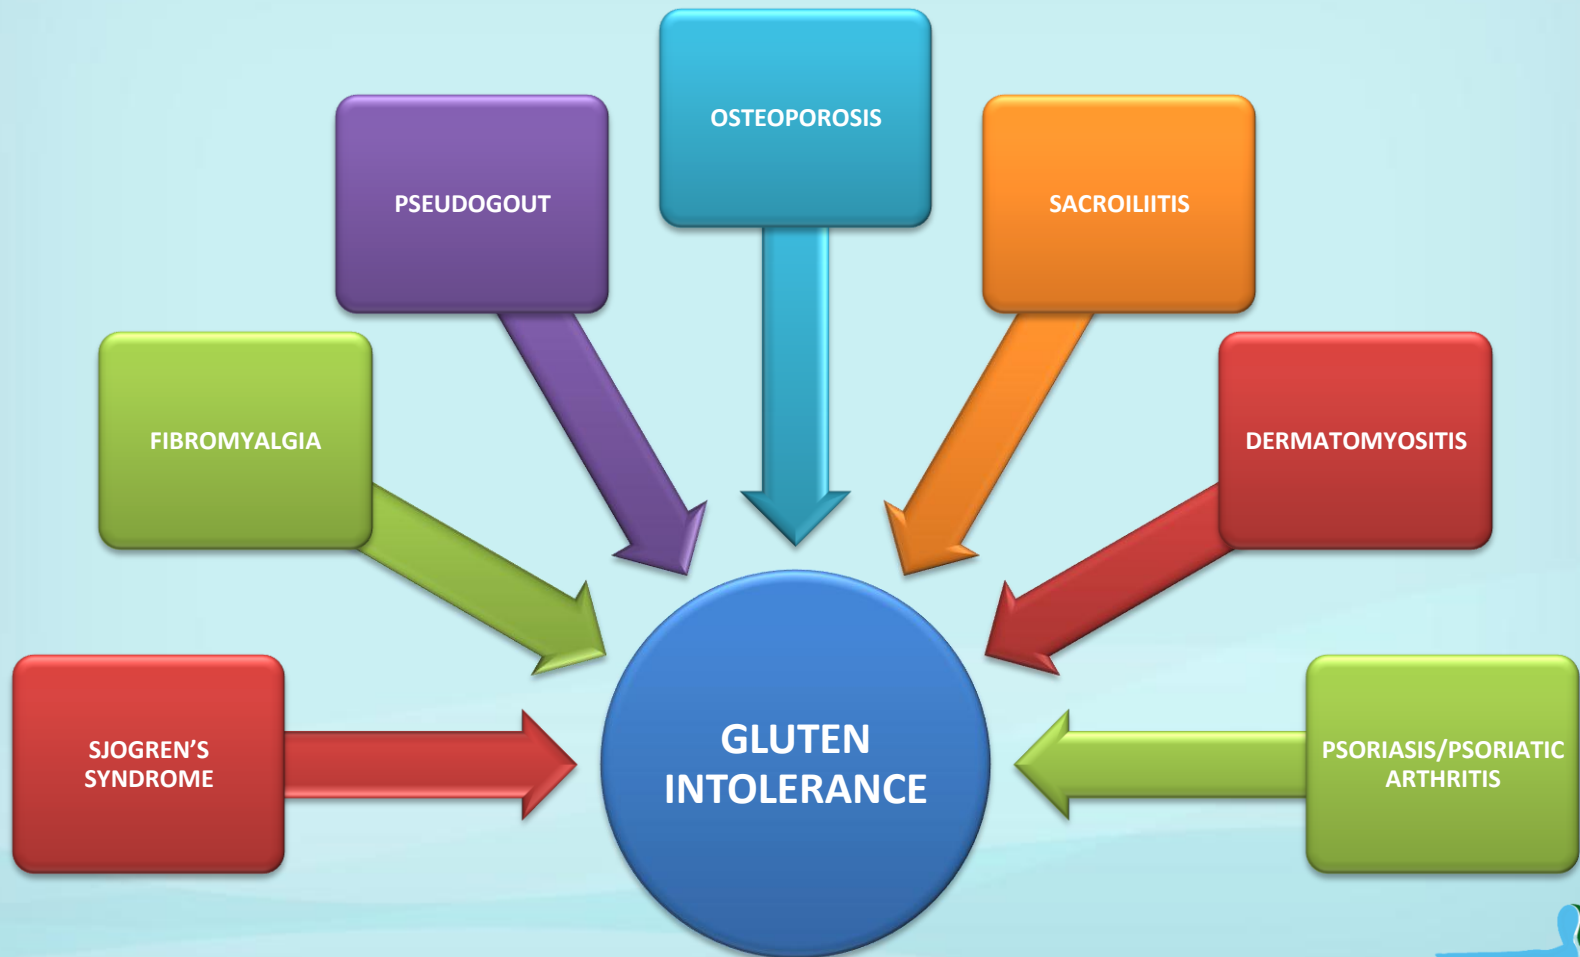 OSTEOPOROSIS
PSEUDOGOUT
SACROILIITIS
FIBROMYALGIA
DERMATOMYOSITIS
SJOGREN’S
SYNDROME
GLUTEN
INTOLERANCE
PSORIASIS/PSORIATIC
ARTHRITIS